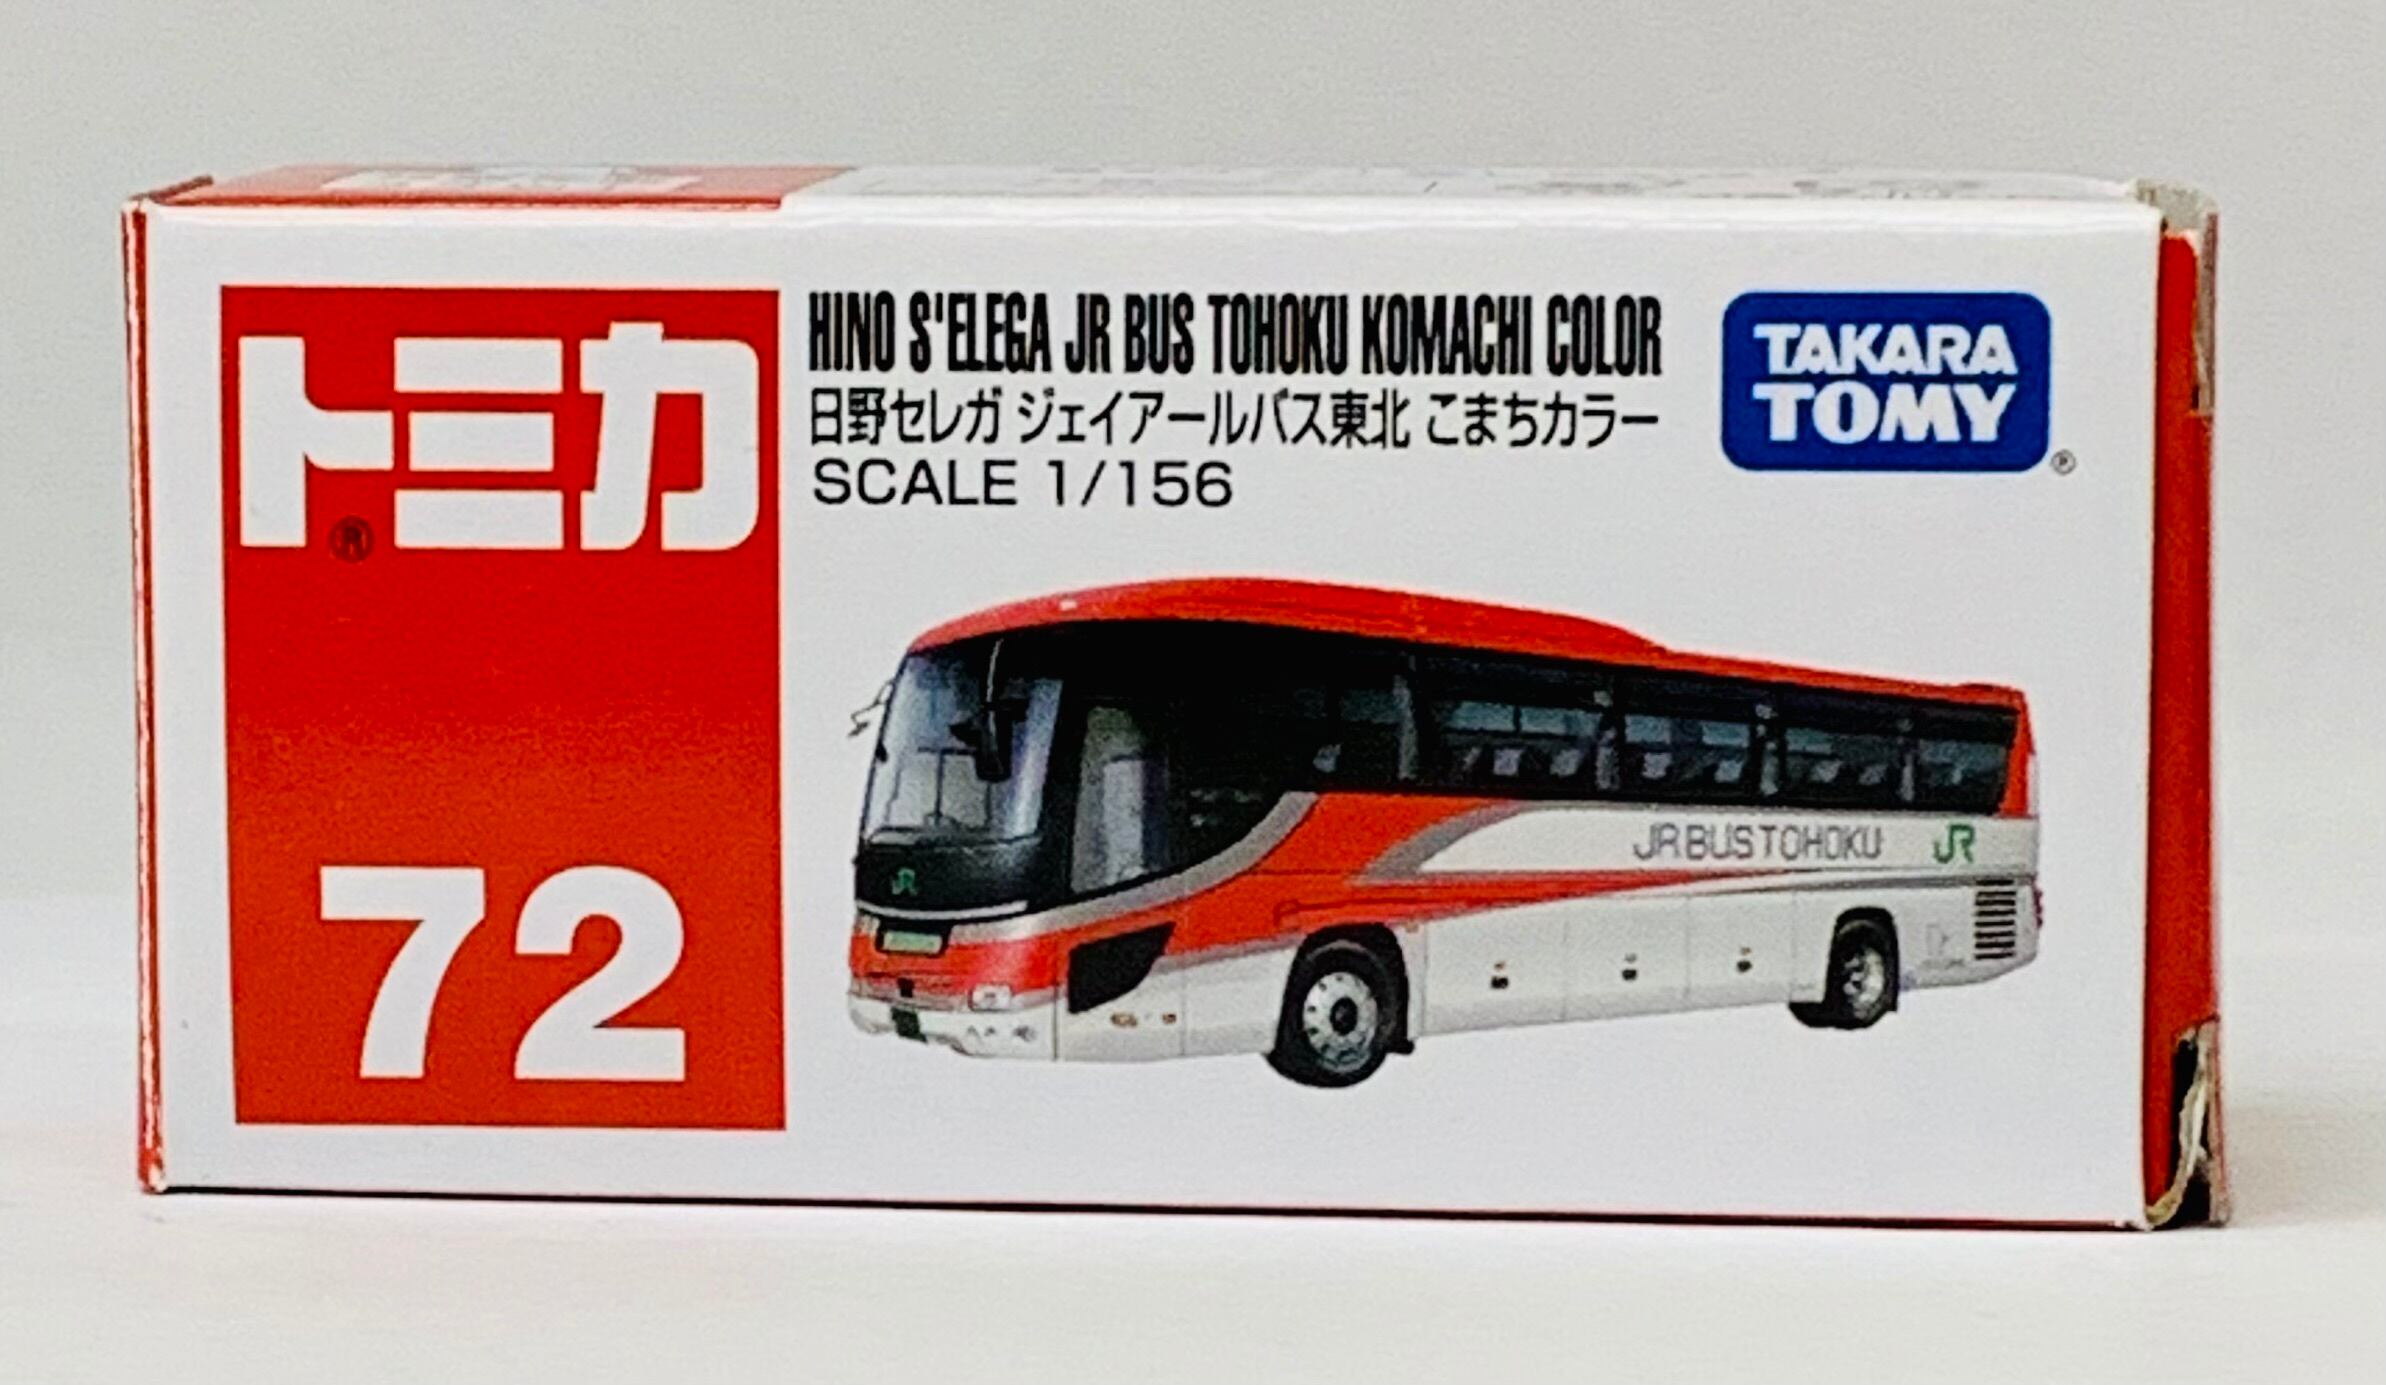 トミカ
®
72
HINO S'ELEGA JR BUS TOHOKU KOMACHI COLOR
日野セレガ ジェイアールバス東北 こまちカラー
SCALE 1/156
TAKARA
TOMY
®
JR BUS TOHOKU JR
JR